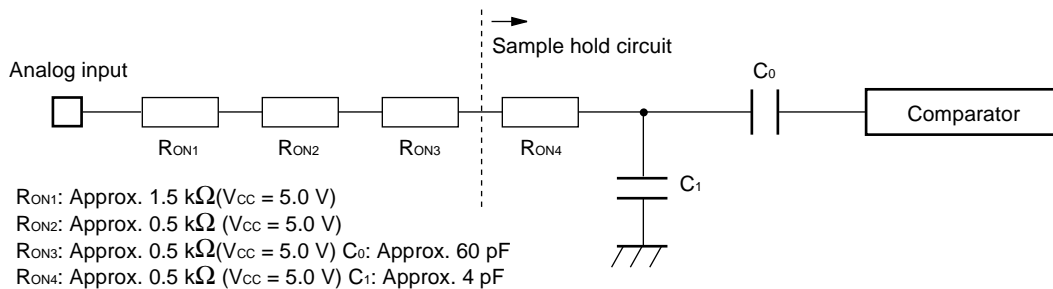 Sample hold circuit
Analog input
C0
Comparator
RON1
RON2
RON3
RON4
C1
RON1: Approx. 1.5 kΩ(VCC = 5.0 V)
RON2: Approx. 0.5 kΩ (VCC = 5.0 V)
RON3: Approx. 0.5 kΩ(VCC = 5.0 V) C0: Approx. 60 pF
RON4: Approx. 0.5 kΩ (VCC = 5.0 V) C1: Approx. 4 pF